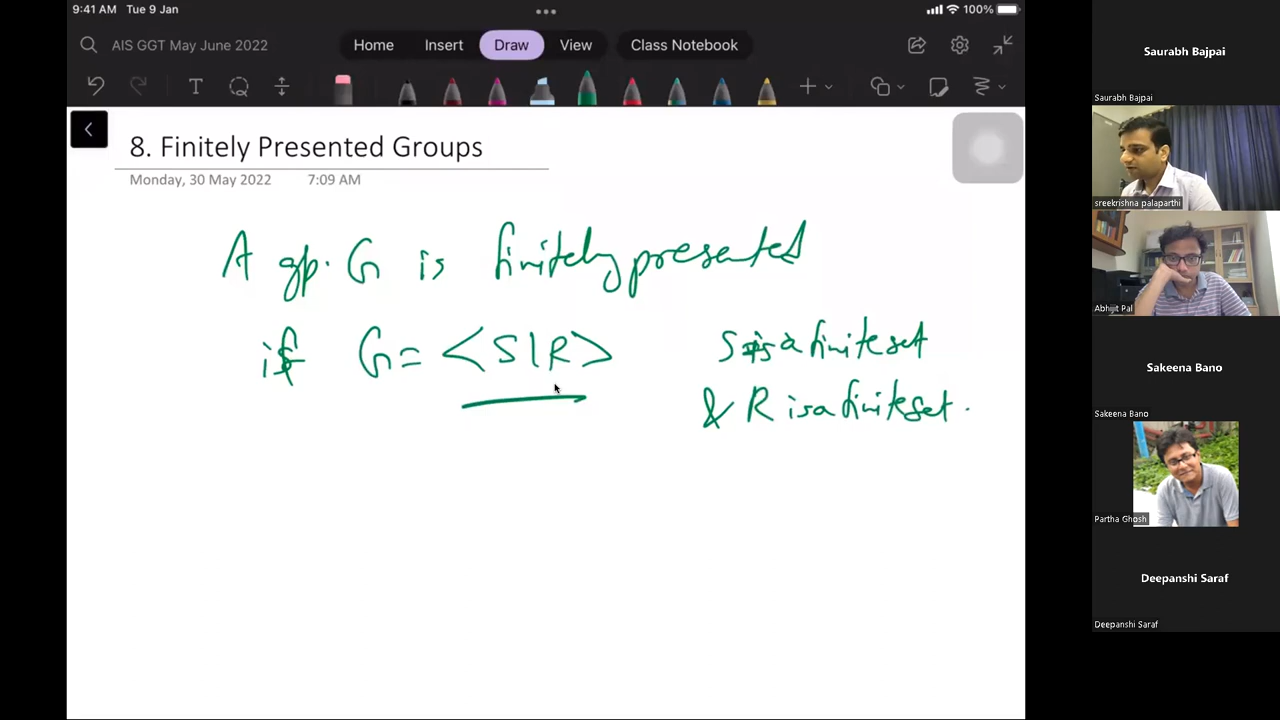 9:41 AM Tue 9 Jan
100%
AIS GGT May June 2022
Home Insert Draw View Class Notebook
8. Finitely Presented Groups
Monday, 30 May 2022 7:09 AM
A gp. G is finitely presented
if G = <S|R> S is a finite set
& R is a finite set.
Saurabh Bajpai
Saurabh Bajpai
sreekrishna palaparthi
Abhijit Pal
Sakeena Bano
Sakeena Bano
Partha Ghosh
Deepanshi Saraf
Deepanshi Saraf